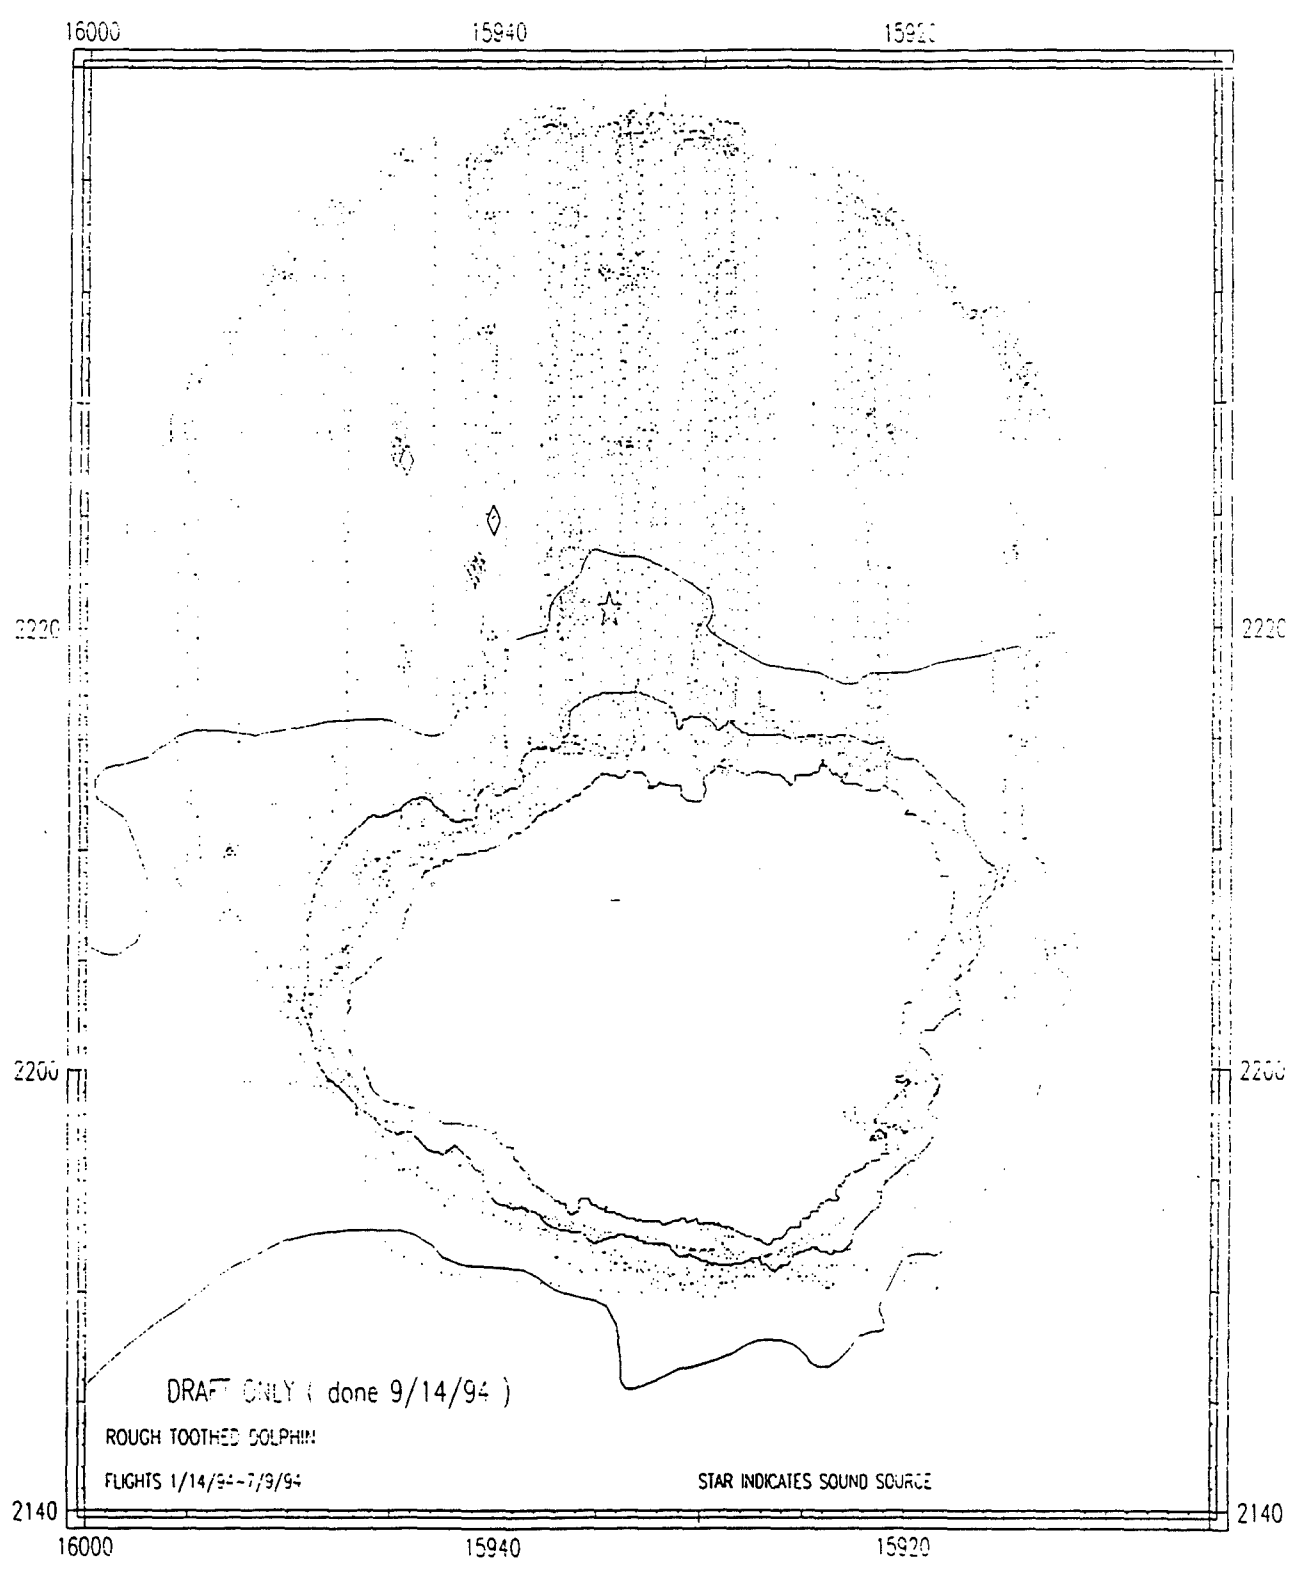 16000 15940 15920
2220 2220
2200 2200
DRAFT ONLY ( done 9/14/94 )
ROUGH TOOTHED DOLPHIN
FLIGHTS 1/14/94-7/9/94 STAR INDICATES SOUND SOURCE
2140 2140
16000 15940 15920